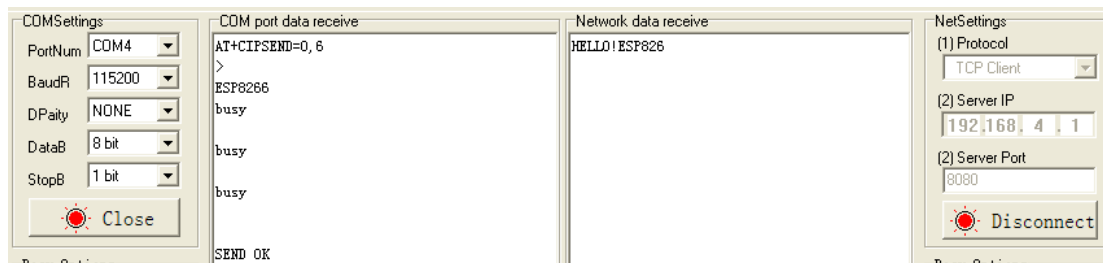 COMSettings
PortNum COM4
BaudR 115200
DPaity NONE
DataB 8 bit
StopB 1 bit
Close
COM port data receive
AT+CIPSEND=0,6
>
ESP8266
busy
busy
busy
SEND OK
Network data receive
HELLO!ESP826
NetSettings
(1) Protocol
TCP Client
(2) Server IP
192.168. 4 . 1
(2) Server Port
8080
Disconnect